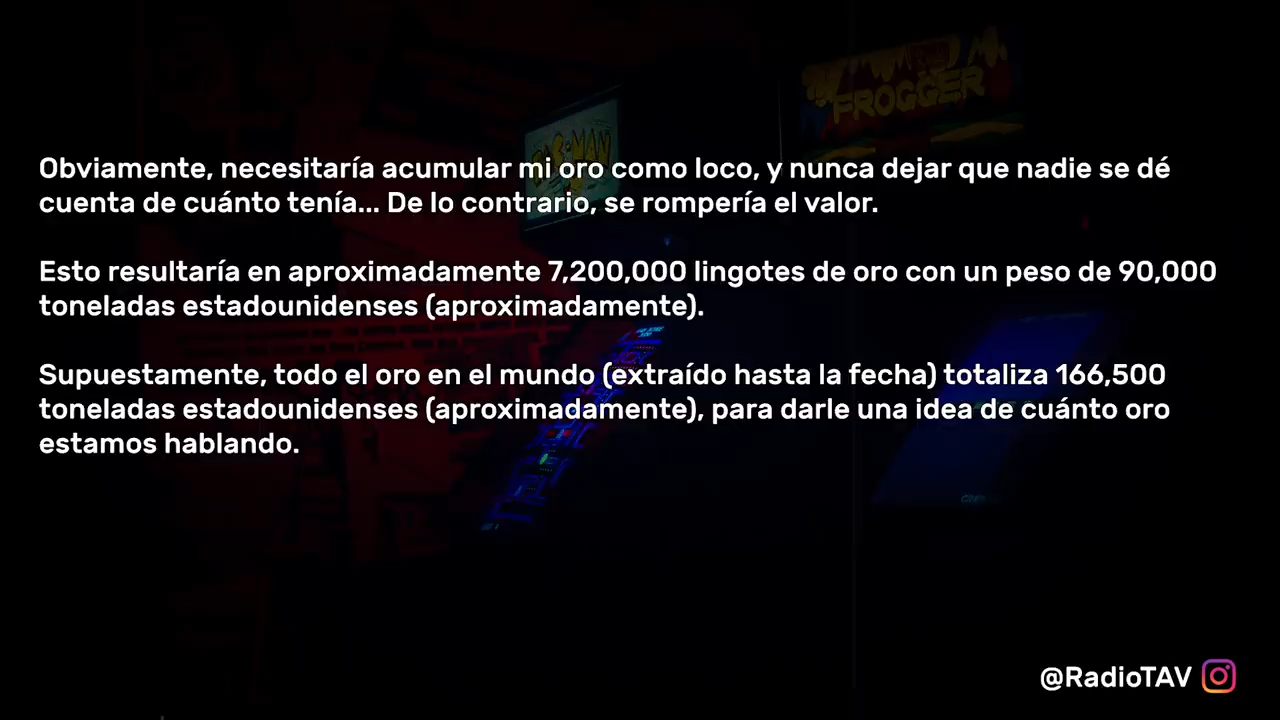 FROGGER
PAC-MAN
Obviamente, necesitaría acumular mi oro como loco, y nunca dejar que nadie se dé
cuenta de cuánto tenía... De lo contrario, se rompería el valor.
Esto resultaría en aproximadamente 7,200,000 lingotes de oro con un peso de 90,000
toneladas estadounidenses (aproximadamente).
Supuestamente, todo el oro en el mundo (extraído hasta la fecha) totaliza 166,500
toneladas estadounidenses (aproximadamente), para darle una idea de cuánto oro
estamos hablando.
@RadioTAV